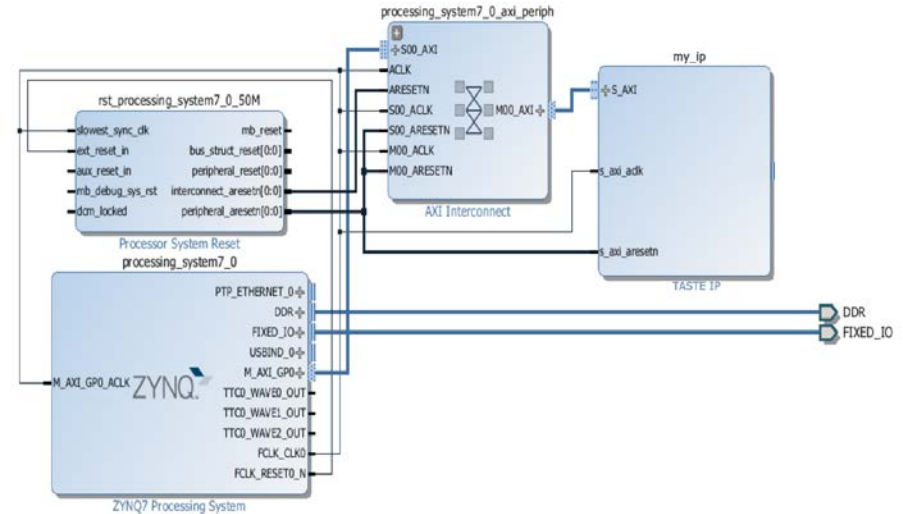 processing_system7_0_axi_periph
S00_AXI
ACLK
ARESETN
S00_ACLK
M00_AXI
S00_ARESETN
M00_ACLK
M00_ARESETN
AXI Interconnect
my_ip
S_AXI
s_axi_aclk
s_axi_aresetn
TASTE IP
rst_processing_system7_0_50M
slowest_sync_clk
mb_reset
ext_reset_in
bus_struct_reset[0:0]
aux_reset_in
peripheral_reset[0:0]
mb_debug_sys_rst
interconnect_aresetn[0:0]
dcm_locked
peripheral_aresetn[0:0]
Processor System Reset
processing_system7_0
PTP_ETHERNET_0
DDR
FIXED_IO
USBIND_0
M_AXI_GP0
M_AXI_GP0_ACLK
ZYNQ
TTC0_WAVE0_OUT
TTC0_WAVE1_OUT
TTC0_WAVE2_OUT
FCLK_CLK0
FCLK_RESET0_N
ZYNQ7 Processing System
DDR
FIXED_IO